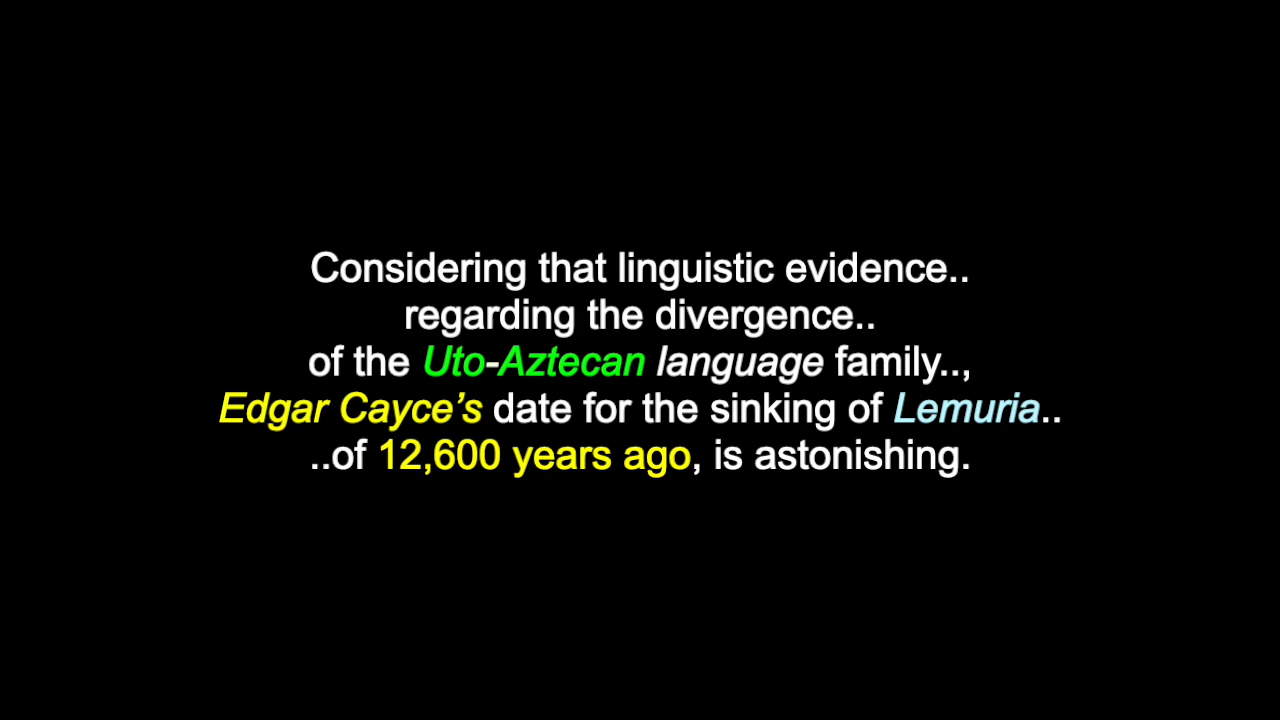 Considering that linguistic evidence..
regarding the divergence..
of the Uto-Aztecan language family..,
Edgar Cayce’s date for the sinking of Lemuria..
..of 12,600 years ago, is astonishing.